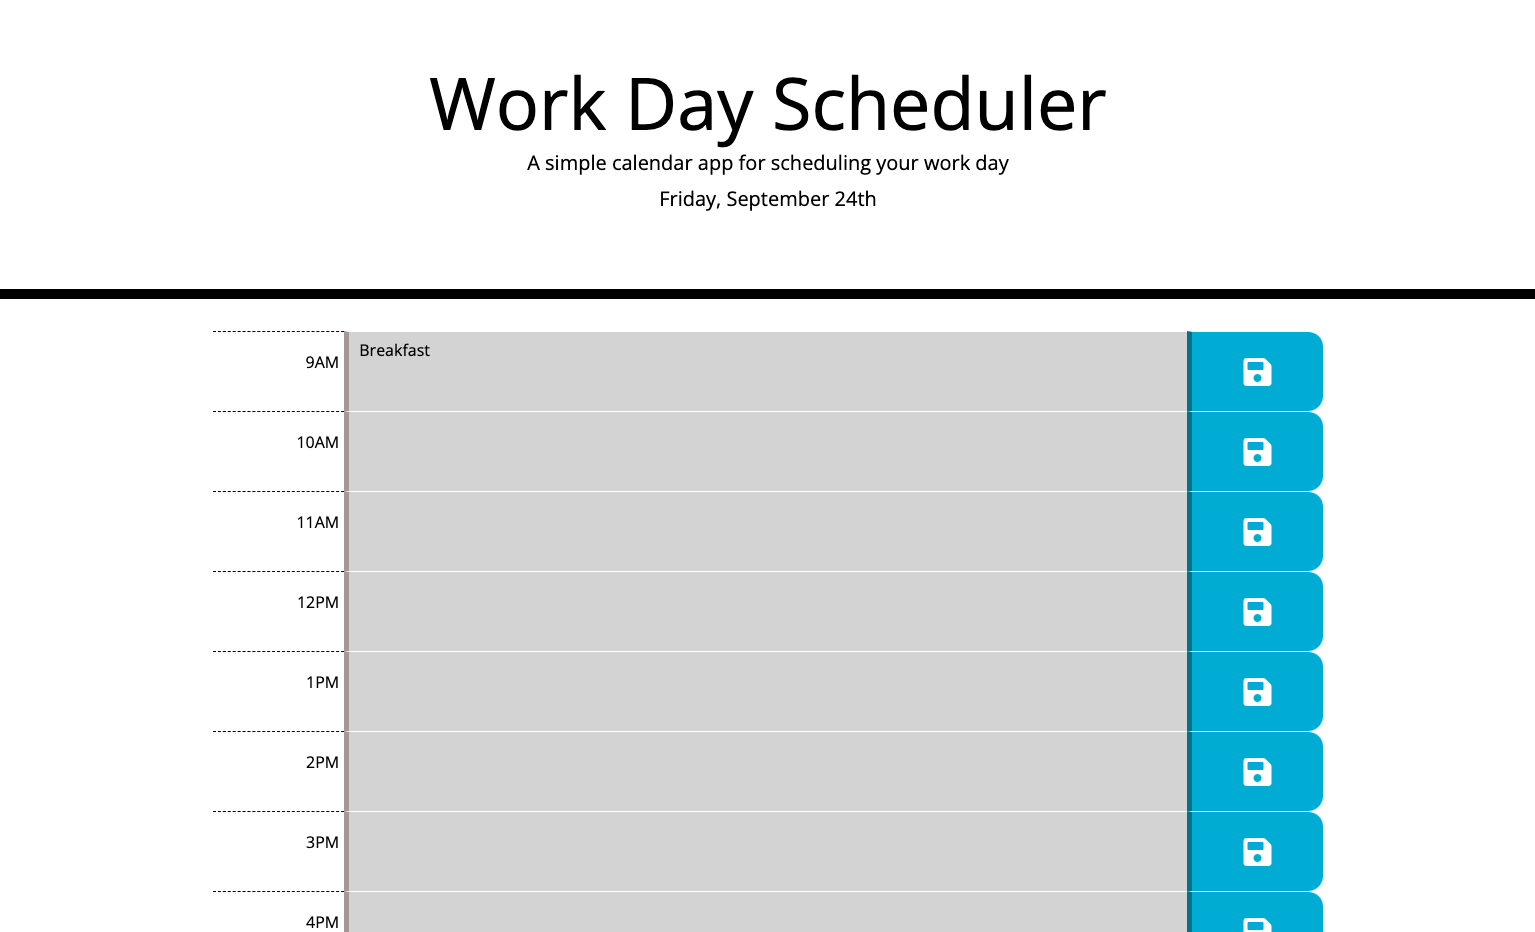 Work Day Scheduler
A simple calendar app for scheduling your work day
Friday, September 24th
9AM
Breakfast
10AM
11AM
12PM
1PM
2PM
3PM
4PM